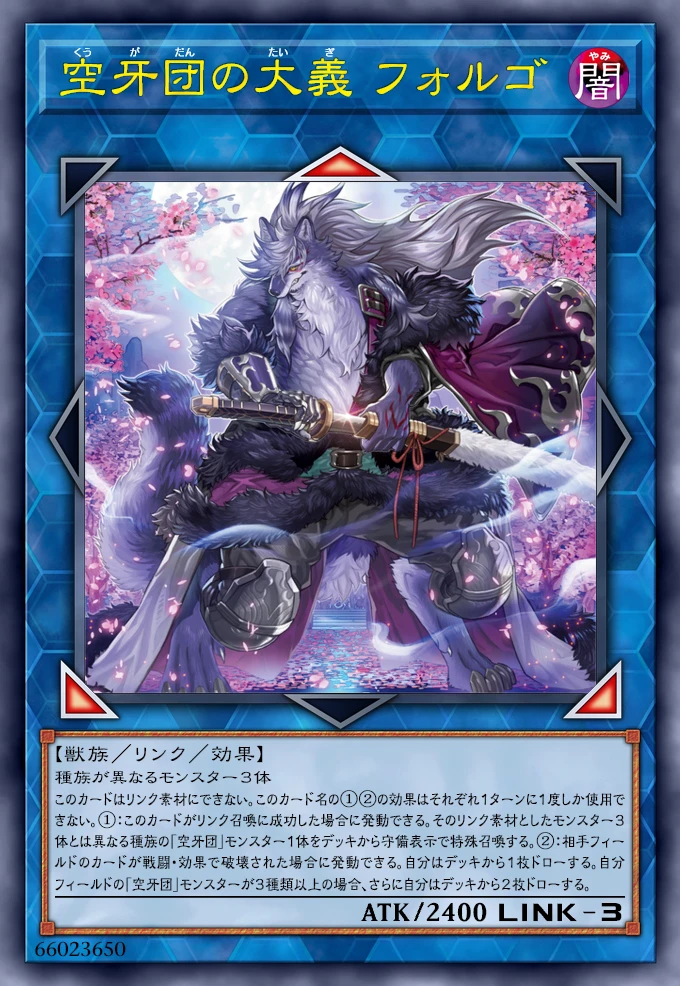 くう が だん たい ぎ
空牙団の大義 フォルゴ
やみ
闇
【獣族／リンク／効果】
種族が異なるモンスター３体
このカードはリンク素材にできない。このカード名の①②の効果はそれぞれ1ターンに1度しか使用で
きない。①：このカードがリンク召喚に成功した場合に発動できる。そのリンク素材としたモンスター３
体とは異なる種族の「空牙団」モンスター1体をデッキから守備表示で特殊召喚する。②：相手フィー
ルドのカードが戦闘・効果で破壊された場合に発動できる。自分はデッキから1枚ドローする。自分
フィールドの「空牙団」モンスターが３種類以上の場合、さらに自分はデッキから２枚ドローする。
ATK/2400 LINK-3
66023650